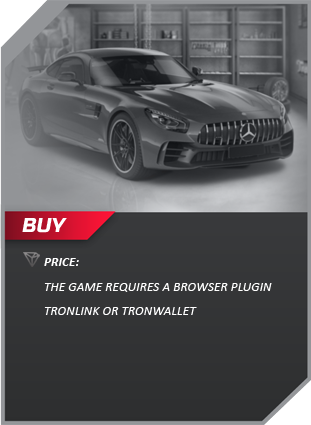 BUY
PRICE:
THE GAME REQUIRES A BROWSER PLUGIN
TRONLINK OR TRONWALLET